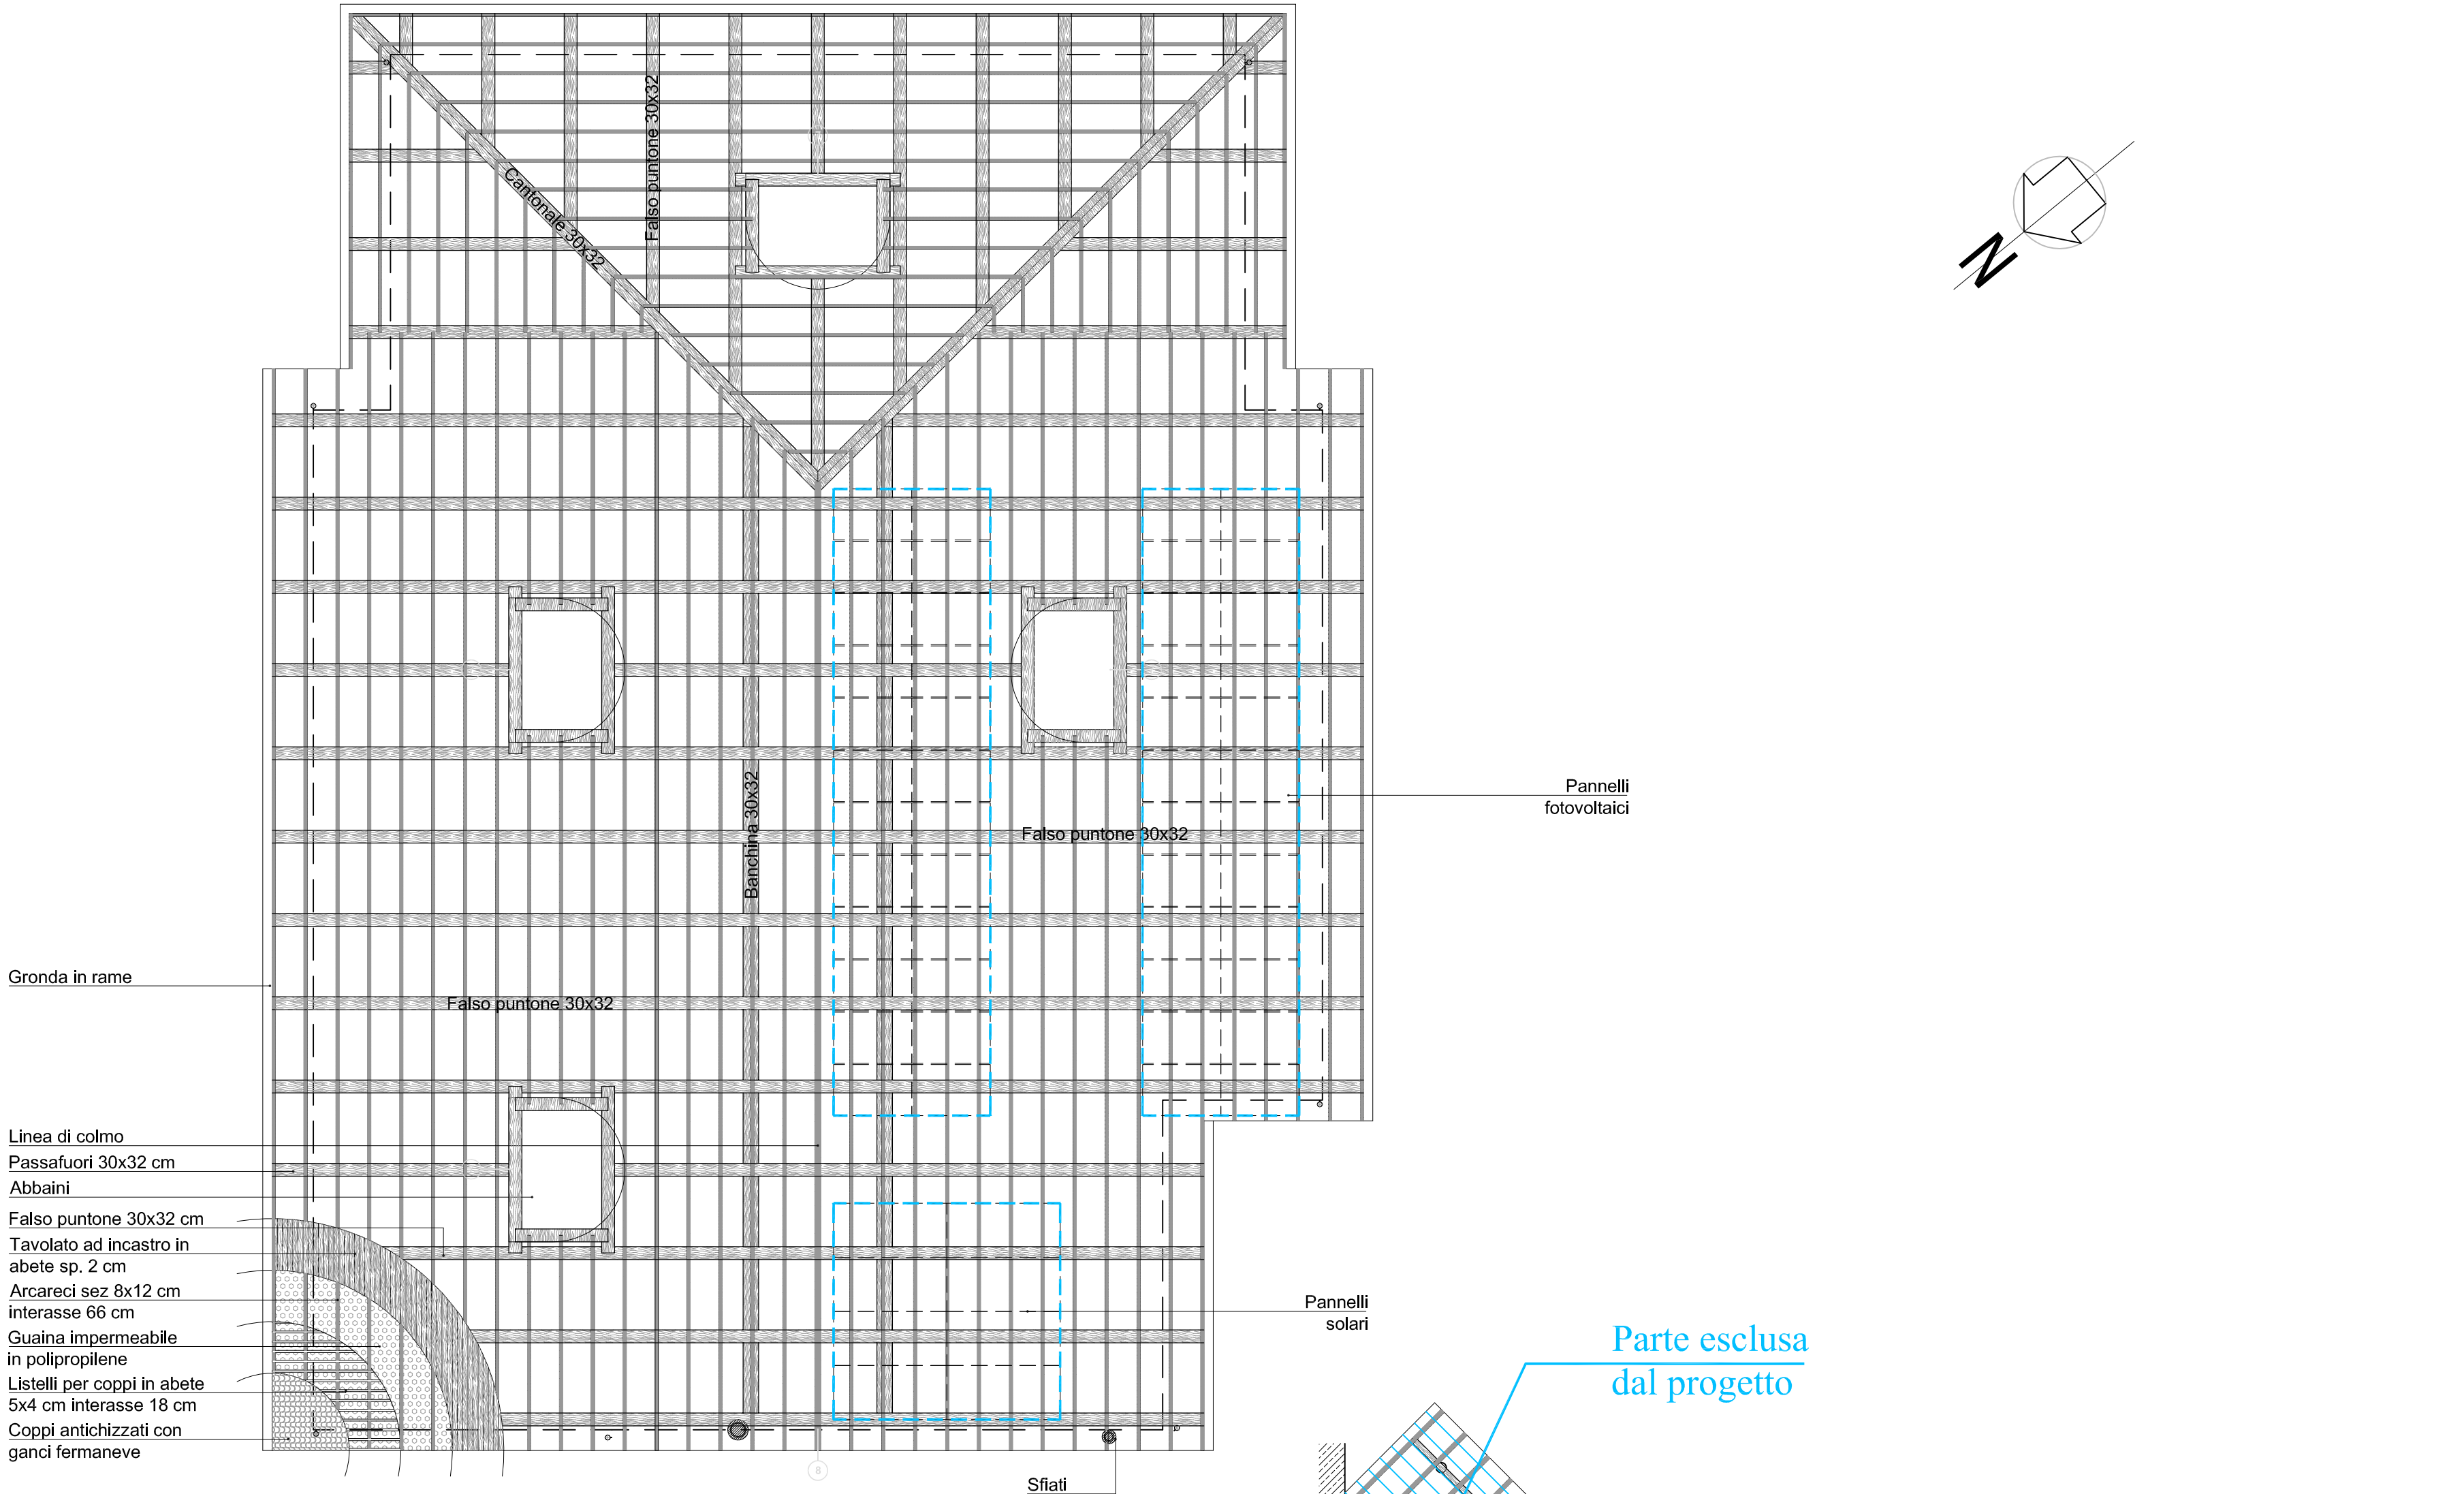 Falso puntone 30x32
Cantonale 30x32
N
Banchina 30x32
Pannelli
fotovoltaici
Falso puntone 30x32
Gronda in rame
Falso puntone 30x32
Linea di colmo
Passafuori 30x32 cm
Abbaini
Falso puntone 30x32 cm
Tavolato ad incastro in
abete sp. 2 cm
Arcareci sez 8x12 cm
interasse 66 cm
Guaina impermeabile
in polipropilene
Listelli per coppi in abete
5x4 cm interasse 18 cm
Coppi antichizzati con
ganci fermaneve
Pannelli
solari
Parte esclusa
dal progetto
8
Sfiati